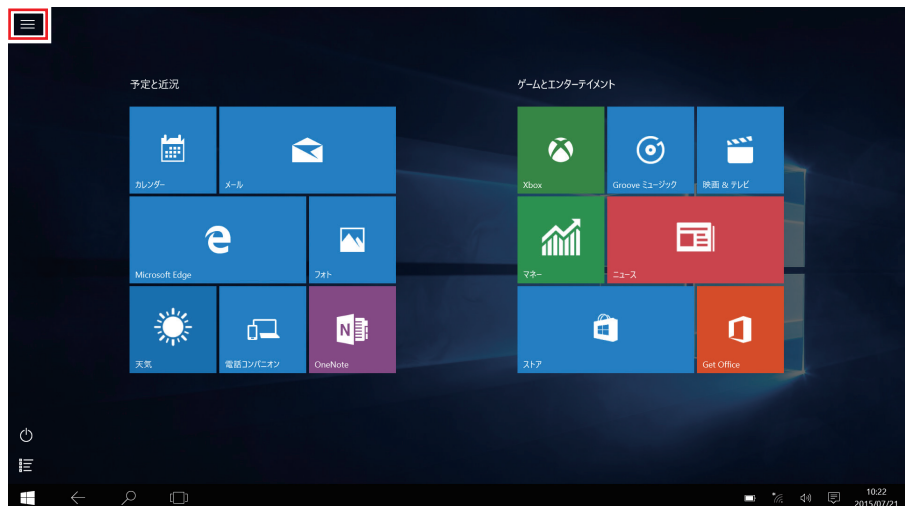 予定と近況
ゲームとエンターテイメント
カレンダー
メール
Xbox
Groove ミュージック
映画 & テレビ
Microsoft Edge
フォト
マネー
ニュース
天気
電話コンパニオン
N
OneNote
ストア
Get Office
10:22
2015/07/21